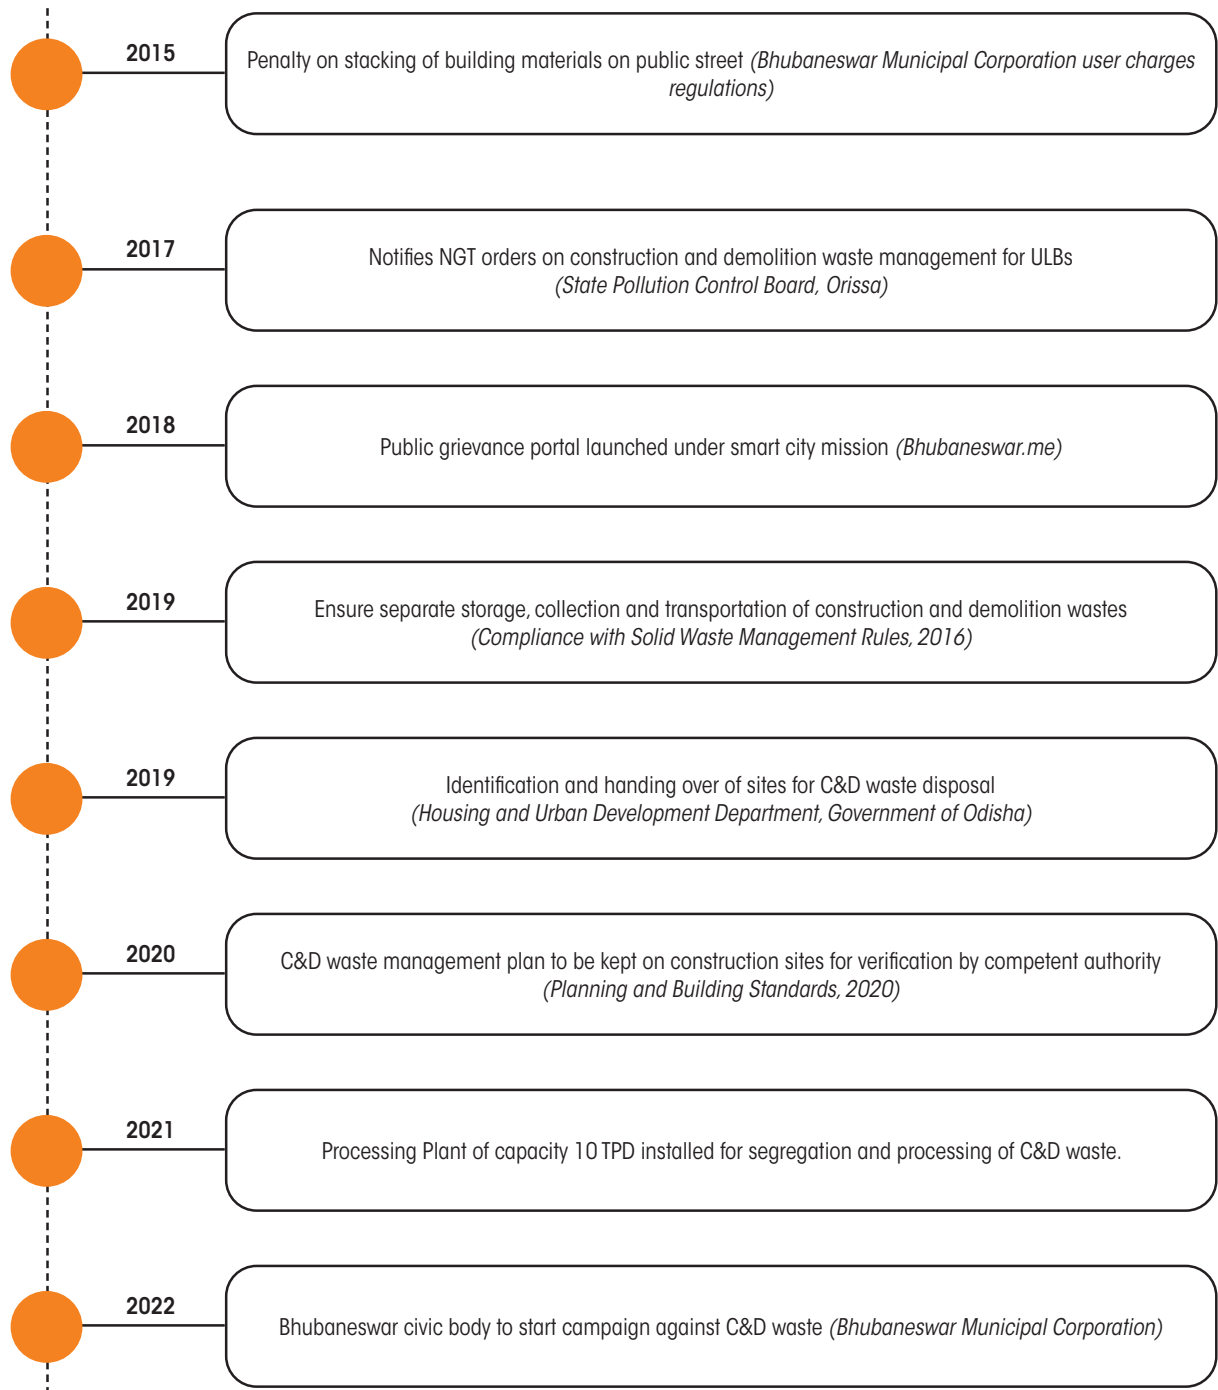 2015
Penalty on stacking of building materials on public street (Bhubaneswar Municipal Corporation user charges
regulations)
2017
Notifies NGT orders on construction and demolition waste management for ULBs
(State Pollution Control Board, Orissa)
2018
Public grievance portal launched under smart city mission (Bhubaneswar.me)
2019
Ensure separate storage, collection and transportation of construction and demolition wastes
(Compliance with Solid Waste Management Rules, 2016)
2019
Identification and handing over of sites for C&D waste disposal
(Housing and Urban Development Department, Government of Odisha)
2020
C&D waste management plan to be kept on construction sites for verification by competent authority
(Planning and Building Standards, 2020)
2021
Processing Plant of capacity 10 TPD installed for segregation and processing of C&D waste.
2022
Bhubaneswar civic body to start campaign against C&D waste (Bhubaneswar Municipal Corporation)